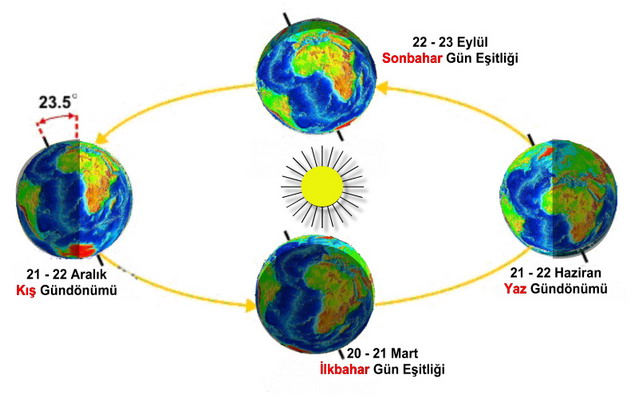 22 - 23 Eylül
Sonbahar Gün Eşitliği
23.5°
21 - 22 Aralık
Kış Gündönümü
21 - 22 Haziran
Yaz Gündönümü
20 - 21 Mart
İlkbahar Gün Eşitliği